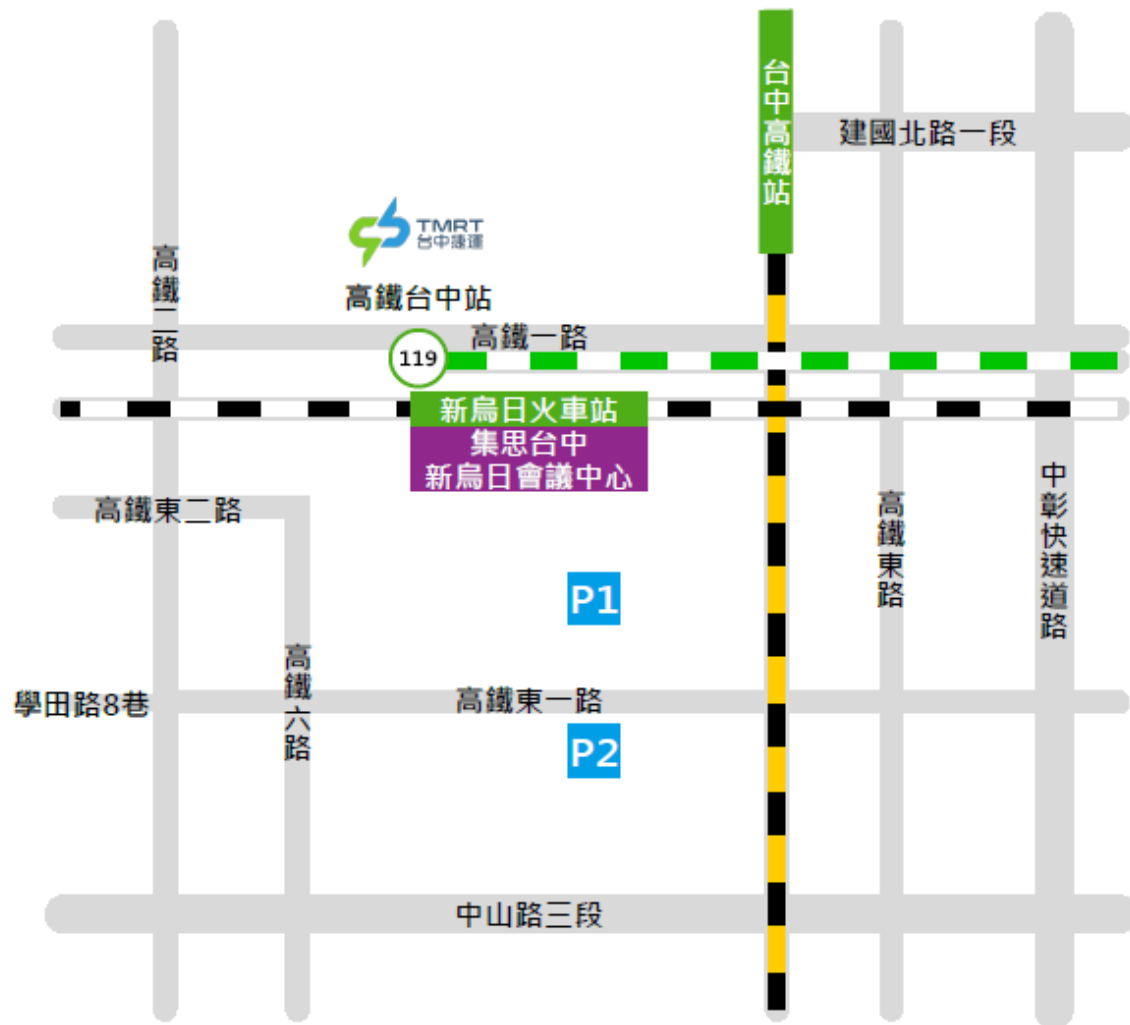 台中高鐵站
建國北路一段
TMRT
台中捷運
高鐵二路
高鐵台中站
高鐵一路
119
新烏日火車站
集思台中
新烏日會議中心
高鐵東二路
高鐵東路
中彰快速道路
P1
高鐵六路
學田路8巷
高鐵東一路
P2
中山路三段